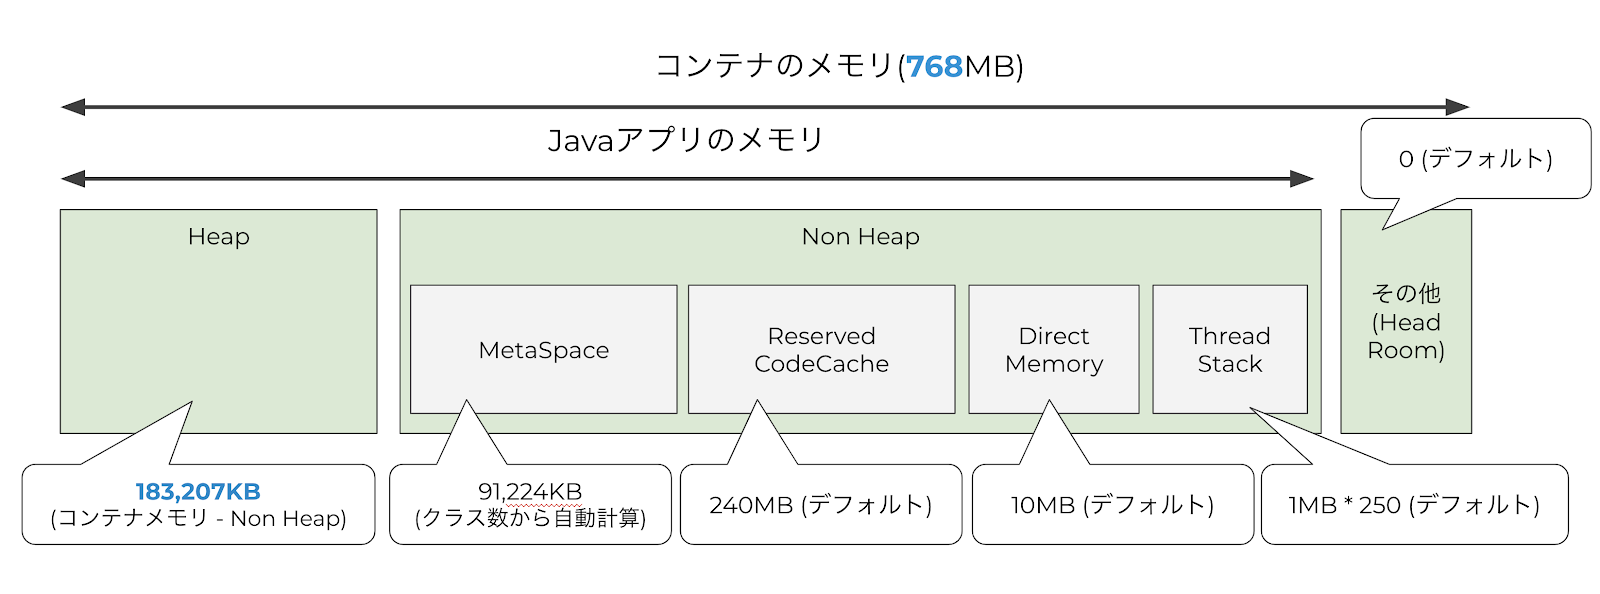 コンテナのメモリ(768MB)
Javaアプリのメモリ
0 (デフォルト)
Heap
Non Heap
MetaSpace
Reserved
CodeCache
Direct
Memory
Thread
Stack
その他
(Head
Room)
183,207KB
(コンテナメモリ - Non Heap)
91,224KB
(クラス数から自動計算)
240MB (デフォルト)
10MB (デフォルト)
1MB * 250 (デフォルト)